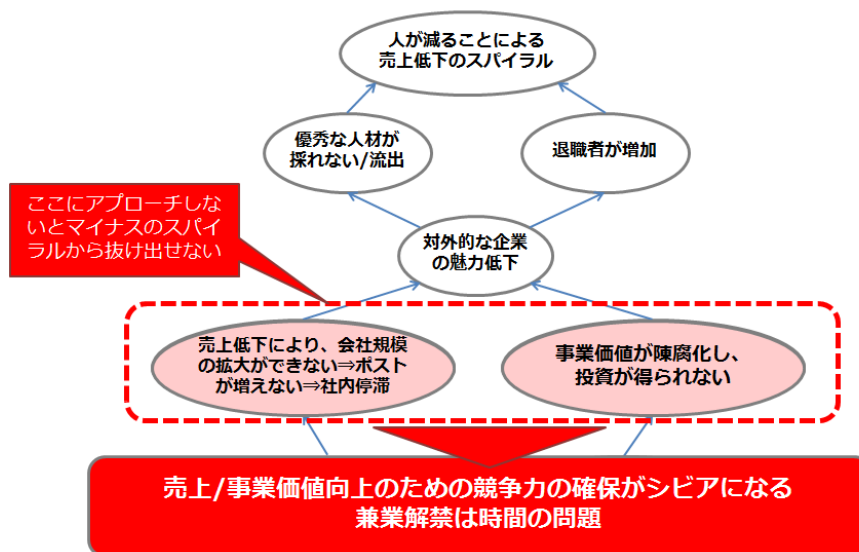 人が減ることによる
売上低下のスパイラル
優秀な人材が
採れない/流出
退職者が増加
ここにアプローチしな
いとマイナスのスパイ
ラルから抜け出せない
対外的な企業
の魅力低下
売上低下により、会社規模
の拡大ができない⇒ポスト
が増えない⇒社内停滞
事業価値が陳腐化し、
投資が得られない
売上/事業価値向上のための競争力の確保がシビアになる
兼業解禁は時間の問題